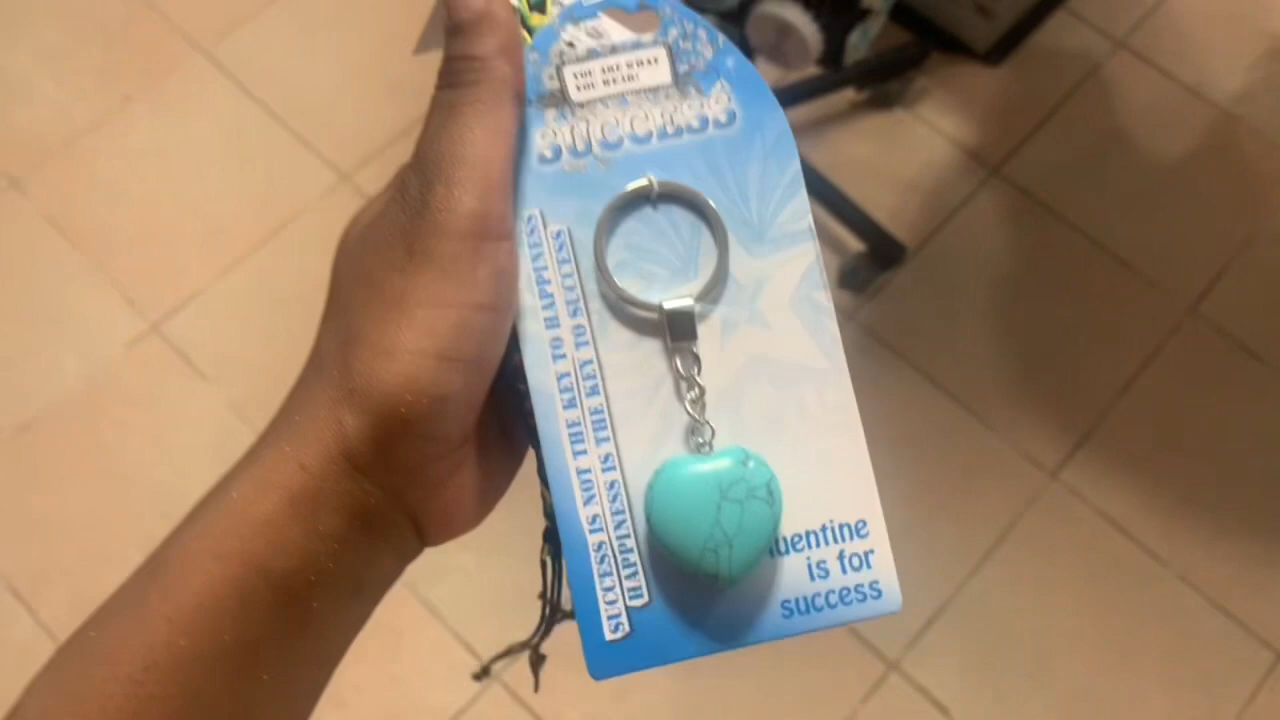 YOU ARE WHAT
YOU WEAR!
SUCCESS
SUCCESS IS NOT THE KEY TO HAPPINESS
HAPPINESS IS THE KEY TO SUCCESS
is for
success